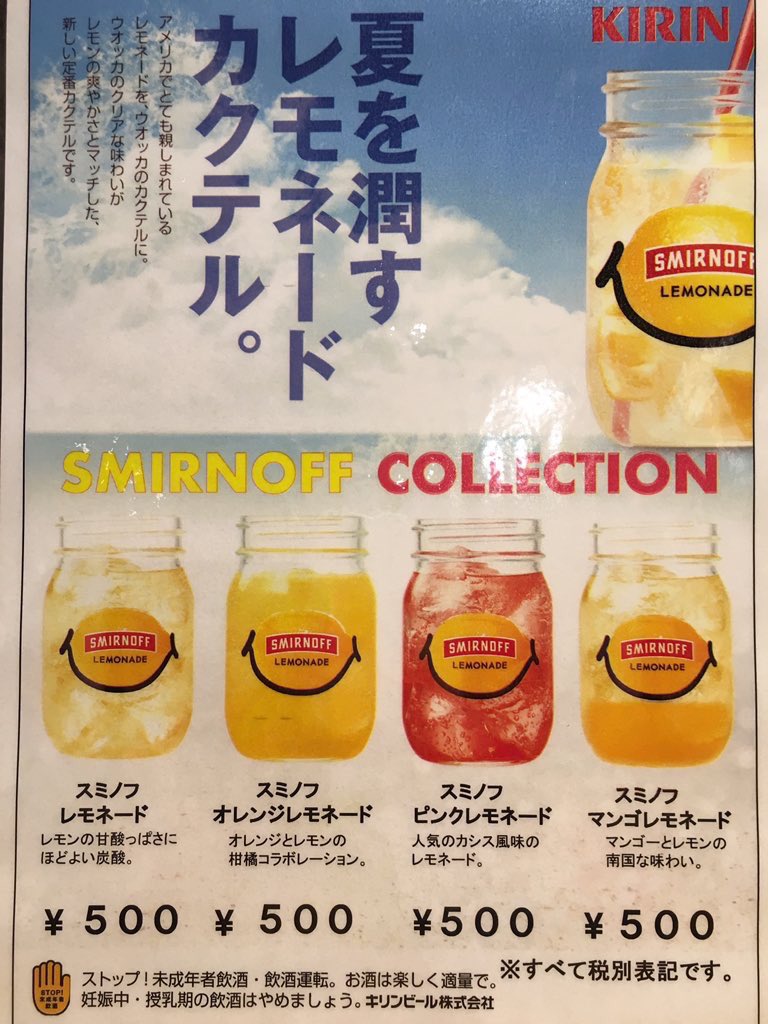 KIRIN
夏を潤す
レモネード
カクテル。
アメリカでとても親しまれている
レモネードを、ウオッカのカクテルに。
ウオッカのクリアな味わいが
レモンの爽やかさとマッチした、
新しい定番カクテルです。
SMIRNOFF
LEMONADE
SMIRNOFF COLLECTION
SMIRNOFF
LEMONADE
SMIRNOFF
LEMONADE
SMIRNOFF
LEMONADE
SMIRNOFF
LEMONADE
スミノフ
レモネード
レモンの甘酸っぱさに
ほどよい炭酸。
¥ 500
スミノフ
オレンジレモネード
オレンジとレモンの
柑橘コラボレーション。
¥ 500
スミノフ
ピンクレモネード
人気のカシス風味の
レモネード。
¥500
スミノフ
マンゴレモネード
マンゴーとレモンの
南国な味わい。
¥ 500
STOP!
未成年者
飲酒
ストップ!未成年者飲酒・飲酒運転。お酒は楽しく適量で。
妊娠中・授乳期の飲酒はやめましょう。キリンビール株式会社
※すべて税別表記です。